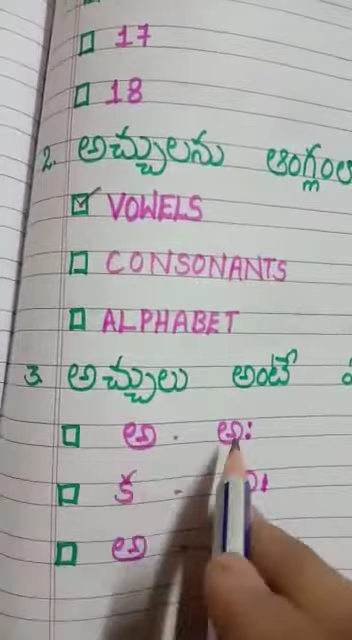 17
18
2. అచ్చులను ఆంగ్లంల
VOWELS
CONSONANTS
ALPHABET
3. అచ్చులు అంటే
అ - అః
క -
అ